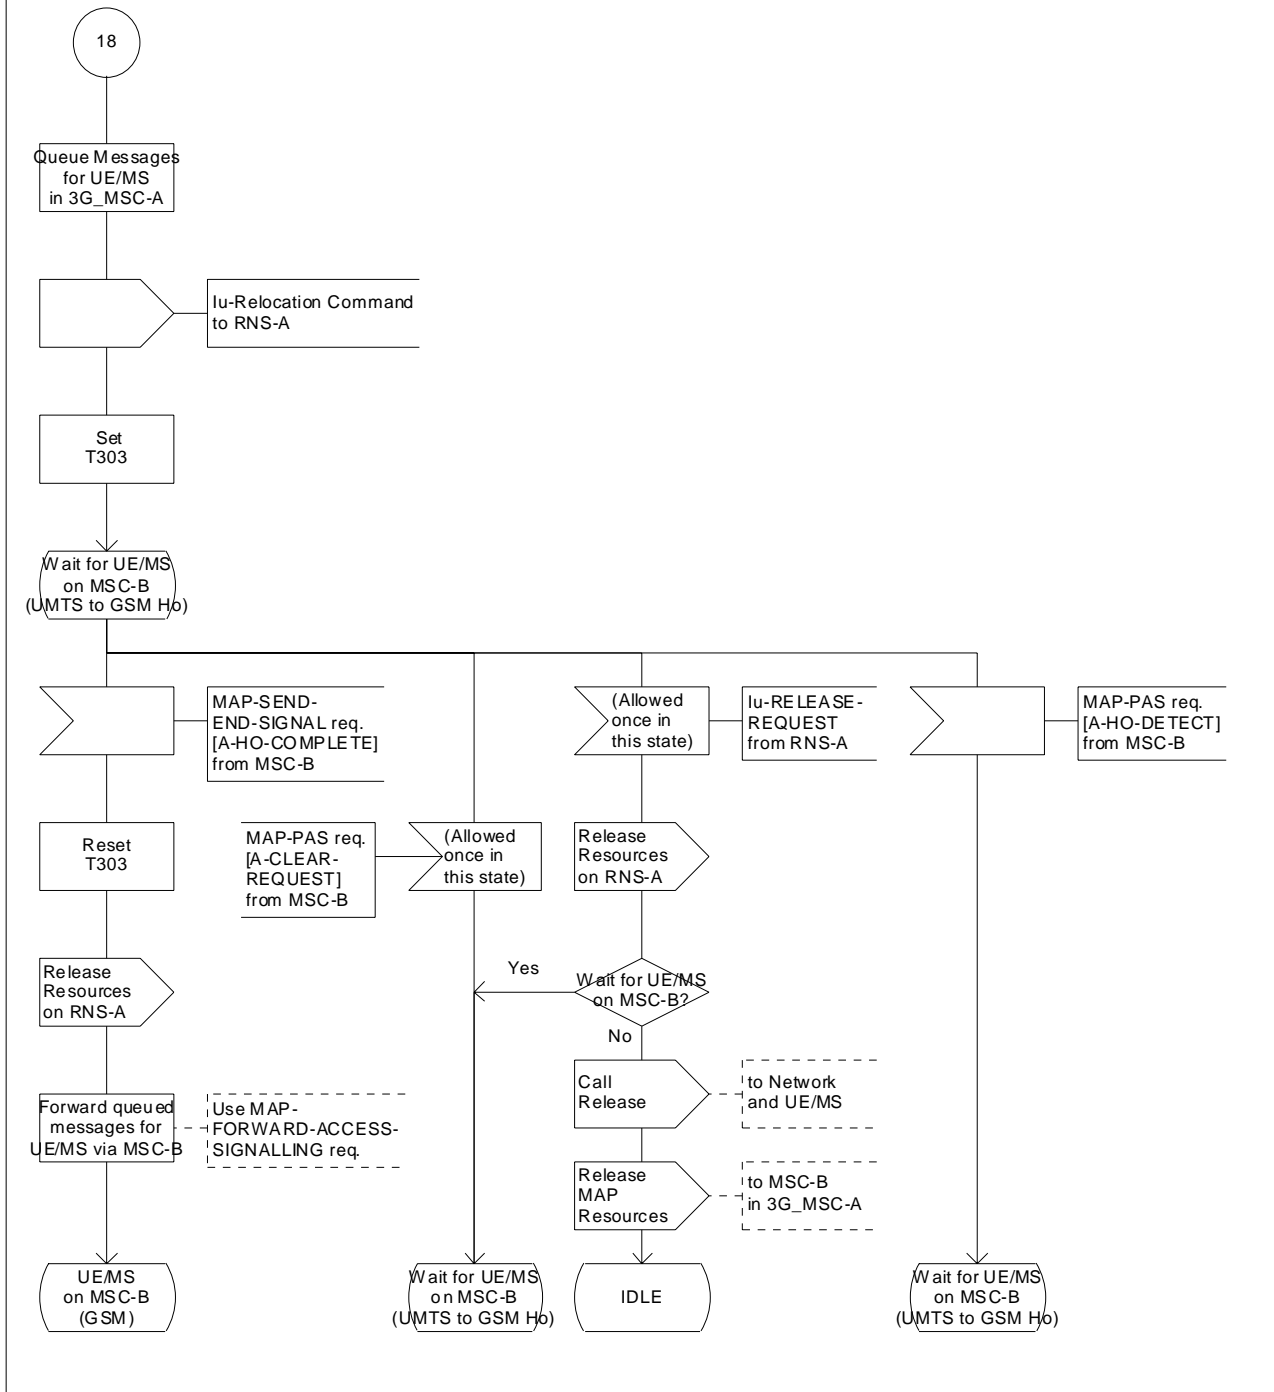 18
Queue Messages
for UE/MS
in 3G_MSC-A
Iu-Relocation Command
to RNS-A
Set
T303
Wait for UE/MS
on MSC-B
(UMTS to GSM Ho)
MAP-SEND-
END-SIGNAL req.
[A-HO-COMPLETE]
from MSC-B
(Allowed
once in
this state)
Iu-RELEASE-
REQUEST
from RNS-A
MAP-PAS req.
[A-HO-DETECT]
from MSC-B
Reset
T303
MAP-PAS req.
[A-CLEAR-
REQUEST]
from MSC-B
(Allowed
once in
this state)
Release
Resources
on RNS-A
Release
Resources
on RNS-A
Yes
Wait for UE/MS
on MSC-B?
No
Forward queued
messages for
UE/MS via MSC-B
Use MAP-
FORWARD-ACCESS-
SIGNALLING req.
Call
Release
to Network
and UE/MS
Release
MAP
Resources
to MSC-B
in 3G_MSC-A
UE/MS
on MSC-B
(GSM)
Wait for UE/MS
on MSC-B
(UMTS to GSM Ho)
IDLE
Wait for UE/MS
on MSC-B
(UMTS to GSM Ho)